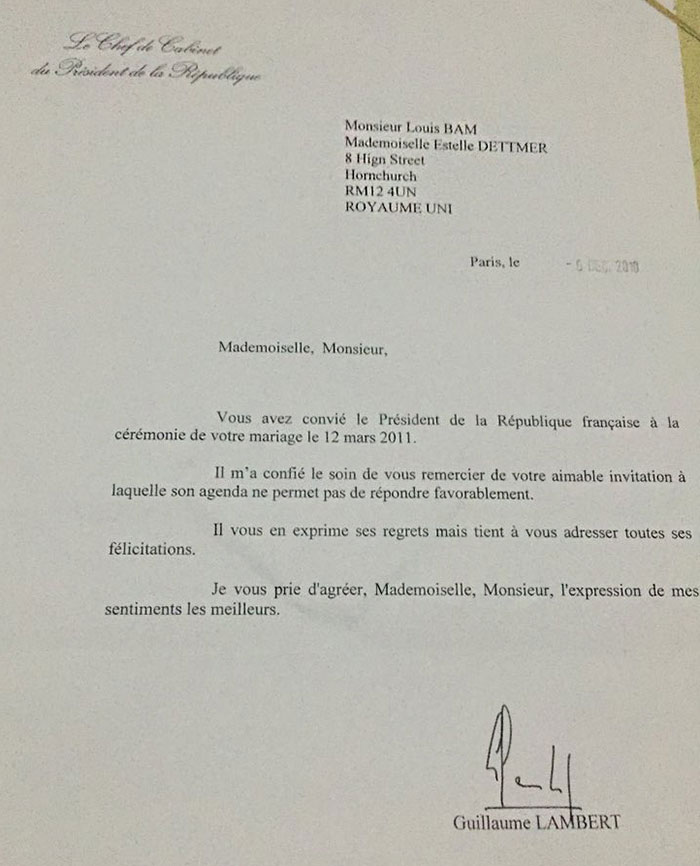 Le Chef de Cabinet
du Président de la République
Monsieur Louis BAM
Mademoiselle Estelle DETTMER
8 Hign Street
Hornchurch
RM12 4UN
ROYAUME UNI
Paris, le - 6 DEC. 2010
Mademoiselle, Monsieur,
Vous avez convié le Président de la République française à la
cérémonie de votre mariage le 12 mars 2011.
Il m'a confié le soin de vous remercier de votre aimable invitation à
laquelle son agenda ne permet pas de répondre favorablement.
Il vous en exprime ses regrets mais tient à vous adresser toutes ses
félicitations.
Je vous prie d'agréer, Mademoiselle, Monsieur, l'expression de mes
sentiments les meilleurs.
Guillaume LAMBERT